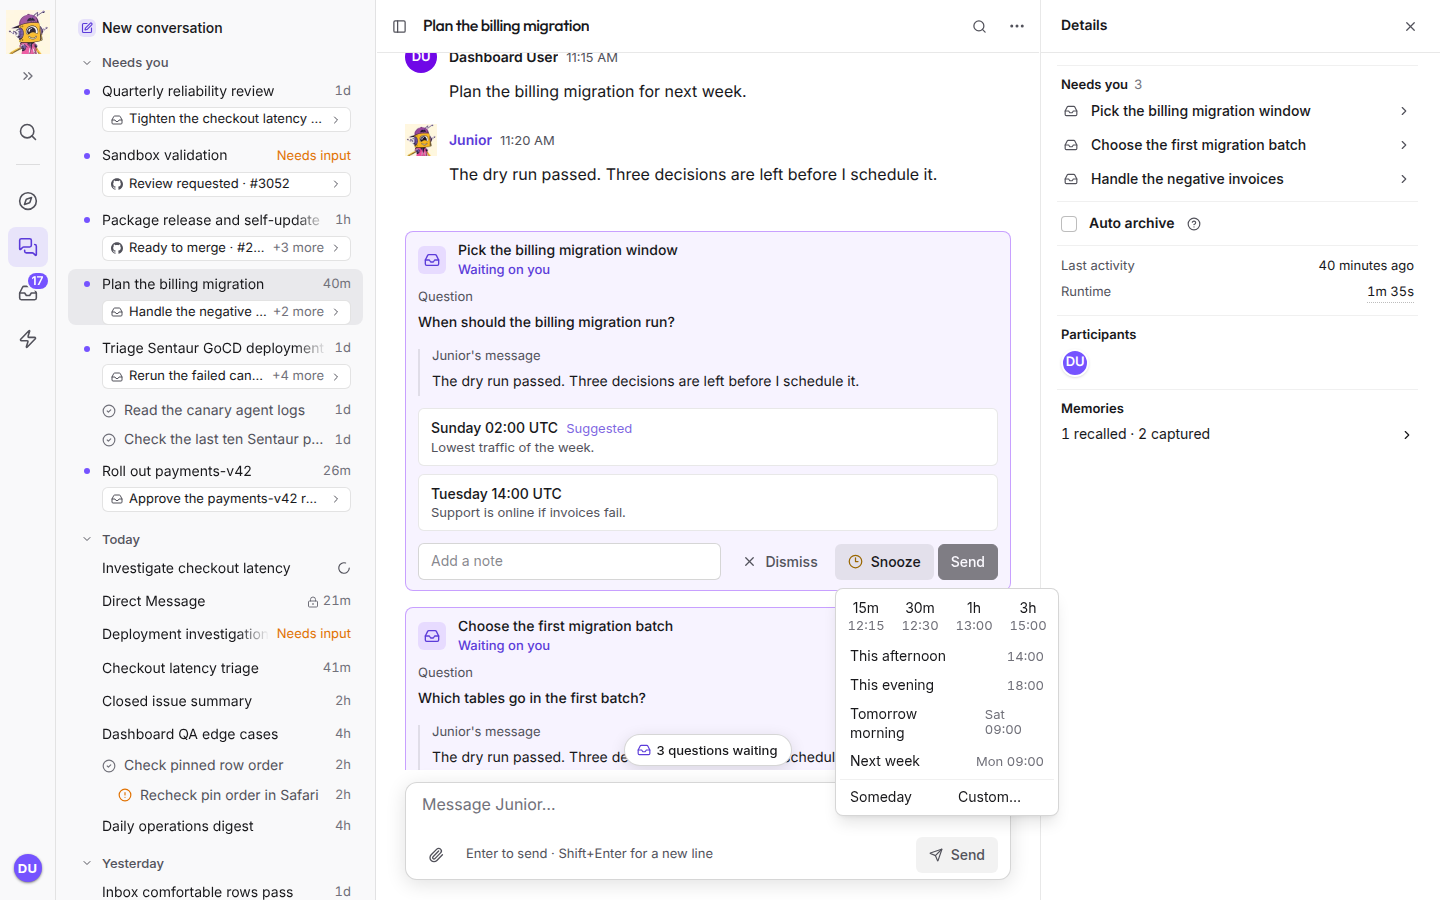 New conversation
Needs you
Quarterly reliability review 1d
Tighten the checkout latency ...
Sandbox validation Needs input
Review requested · #3052
Package release and self-update 1h
Ready to merge · #2... +3 more
Plan the billing migration 40m
Handle the negative ... +2 more
Triage Sentaur GoCD deployment 1d
Rerun the failed can... +4 more
Read the canary agent logs 1d
Check the last ten Sentaur p... 1d
Roll out payments-v42 26m
Approve the payments-v42 r...
Today
Investigate checkout latency
Direct Message 21m
Deployment investigation Needs input
Checkout latency triage 41m
Closed issue summary 2h
Dashboard QA edge cases 4h
Check pinned row order 2h
Recheck pin order in Safari 2h
Daily operations digest 4h
Yesterday
Inbox comfortable rows pass 1d
17
DU
Plan the billing migration
DU Dashboard User 11:15 AM
Plan the billing migration for next week.
Junior 11:20 AM
The dry run passed. Three decisions are left before I schedule it.
Pick the billing migration window
Waiting on you
Question
When should the billing migration run?
Junior's message
The dry run passed. Three decisions are left before I schedule it.
Sunday 02:00 UTC Suggested
Lowest traffic of the week.
Tuesday 14:00 UTC
Support is online if invoices fail.
Add a note Dismiss Snooze Send
Choose the first migration batch
Waiting on you
Question
Which tables go in the first batch?
Junior's message
The dry run passed. Three de
schedul
3 questions waiting
15m 30m 1h 3h
12:15 12:30 13:00 15:00
This afternoon 14:00
This evening 18:00
Tomorrow morning Sat 09:00
Next week Mon 09:00
Someday Custom...
Message Junior...
Enter to send · Shift+Enter for a new line Send
Details
Needs you 3
Pick the billing migration window
Choose the first migration batch
Handle the negative invoices
Auto archive
Last activity 40 minutes ago
Runtime 1m 35s
Participants
DU
Memories
1 recalled · 2 captured